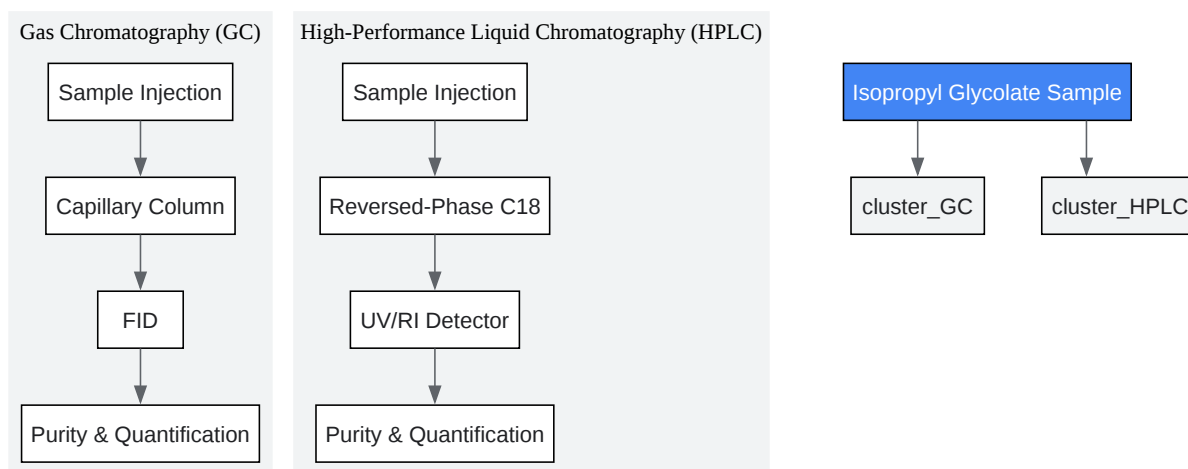 Gas Chromatography (GC)
Sample Injection
Capillary Column
FID
Purity & Quantification
High-Performance Liquid Chromatography (HPLC)
Sample Injection
Reversed-Phase C18
UV/RI Detector
Purity & Quantification
Isopropyl Glycolate Sample
cluster_GC
cluster_HPLC